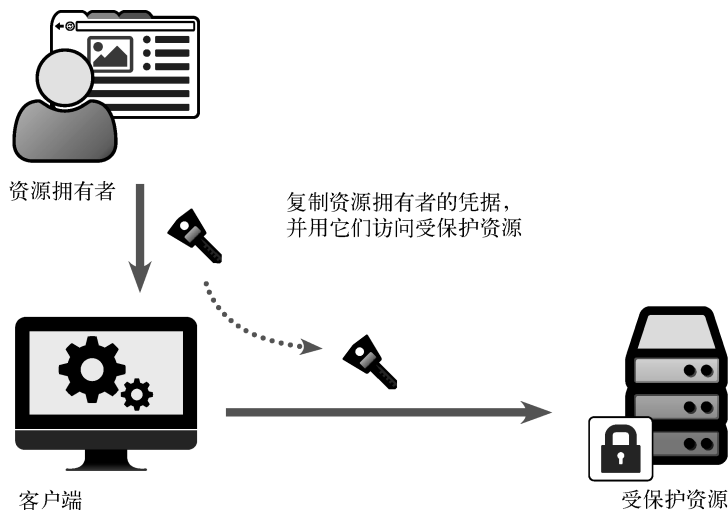 资源拥有者
复制资源拥有者的凭据，
并用它们访问受保护资源
客户端
受保护资源